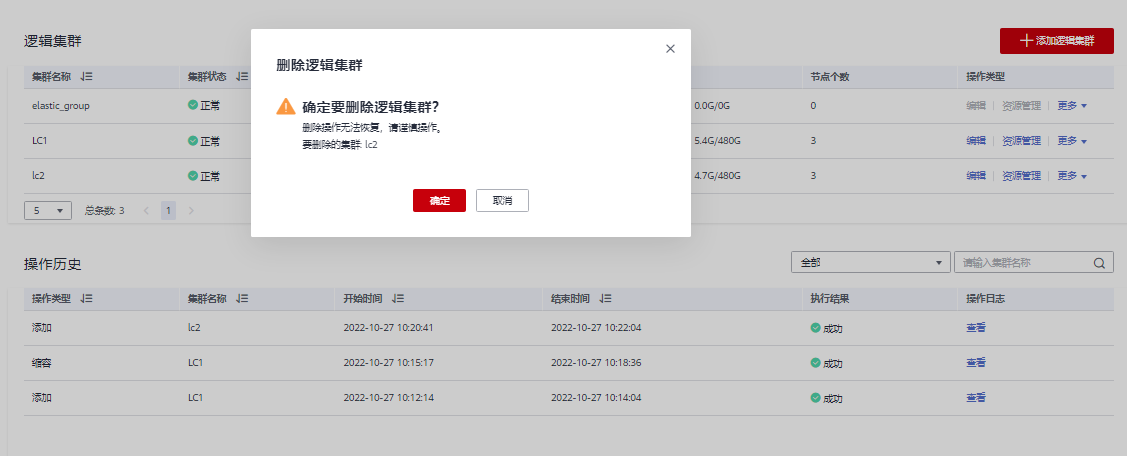 逻辑集群
添加逻辑集群
集群名称 集群状态 节点个数 操作类型
elastic_group 正常 0.0G/0G 0 编辑 资源管理 更多
LC1 正常 5.4G/480G 3 编辑 资源管理 更多
lc2 正常 4.7G/480G 3 编辑 资源管理 更多
5 总条数: 3 1
删除逻辑集群
确定要删除逻辑集群?
删除操作无法恢复，请谨慎操作。
要删除的集群: lc2
确定 取消
操作历史
全部 请输入集群名称
操作类型 集群名称 开始时间 结束时间 执行结果 操作日志
添加 lc2 2022-10-27 10:20:41 2022-10-27 10:22:04 成功 查看
缩容 LC1 2022-10-27 10:15:17 2022-10-27 10:18:36 成功 查看
添加 LC1 2022-10-27 10:12:14 2022-10-27 10:14:04 成功 查看